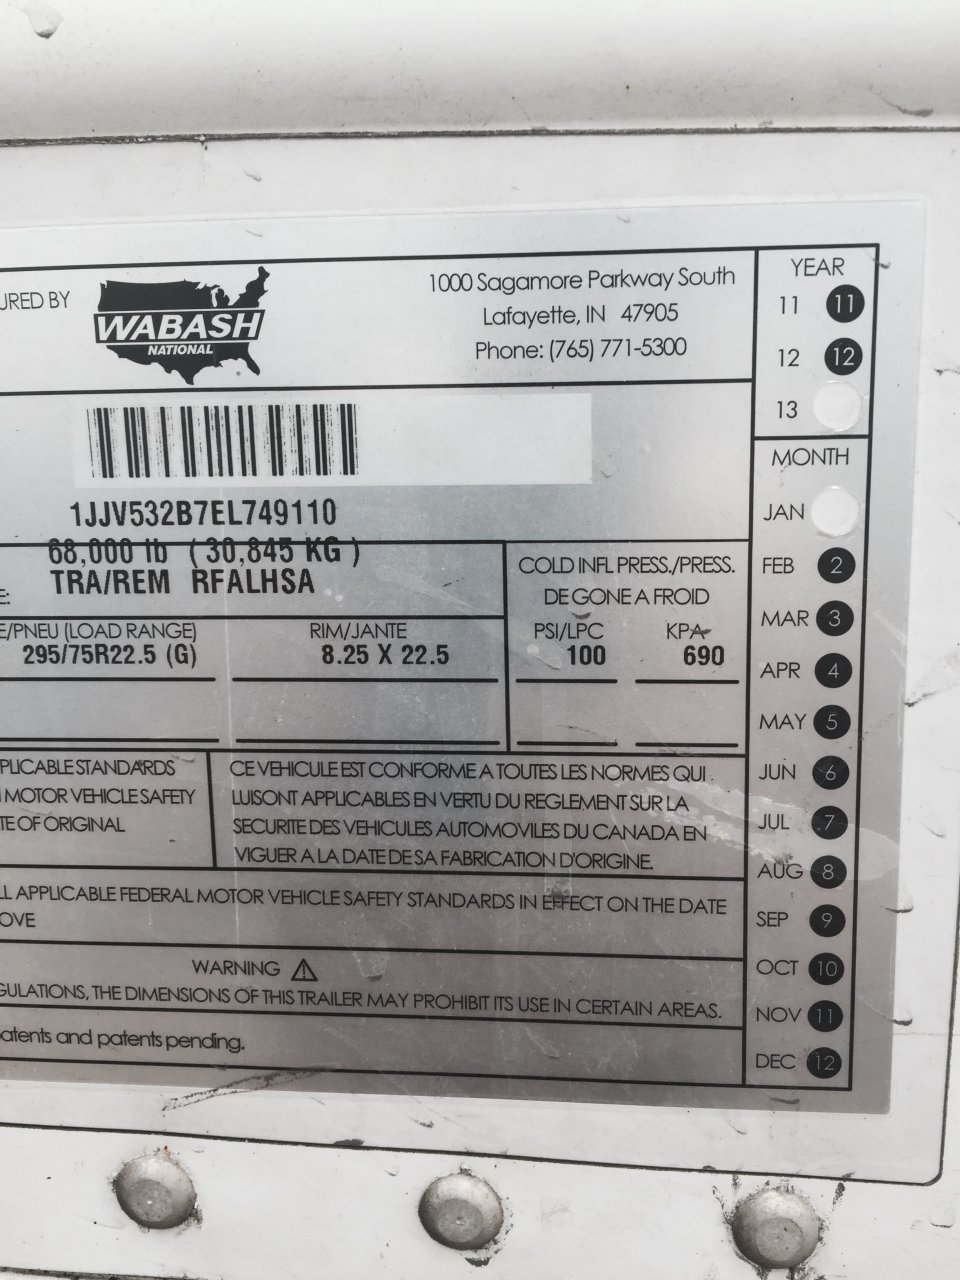 URED BY
WABASH
NATIONAL
®
1000 Sagamore Parkway South
Lafayette, IN 47905
Phone: (765) 771-5300
1JJV532B7EL749110
68,000 lb ( 30,845 KG )
E: TRA/REM RFALHSA
COLD INFL PRESS./PRESS.
DE GONE A FROID
E/PNEU (LOAD RANGE) RIM/JANTE PSI/LPC KPA
295/75R22.5 (G) 8.25 X 22.5 100 690
PLICABLE STANDARDS
MOTOR VEHICLE SAFETY
TE OF ORIGINAL
CE VEHICULE EST CONFORME A TOUTES LES NORMES QUI
LUISONT APPLICABLES EN VERTU DU REGLEMENT SUR LA
SECURITE DES VEHICULES AUTOMOVILES DU CANADA EN
VIGUER A LA DATE DE SA FABRICATION D'ORIGINE.
LL APPLICABLE FEDERAL MOTOR VEHICLE SAFETY STANDARDS IN EFFECT ON THE DATE
OVE
WARNING
GULATIONS, THE DIMENSIONS OF THIS TRAILER MAY PROHIBIT ITS USE IN CERTAIN AREAS.
atents and patents pending.
YEAR
11 11
12 12
13
MONTH
JAN
FEB 2
MAR 3
APR 4
MAY 5
JUN 6
JUL 7
AUG 8
SEP 9
OCT 10
NOV 11
DEC 12